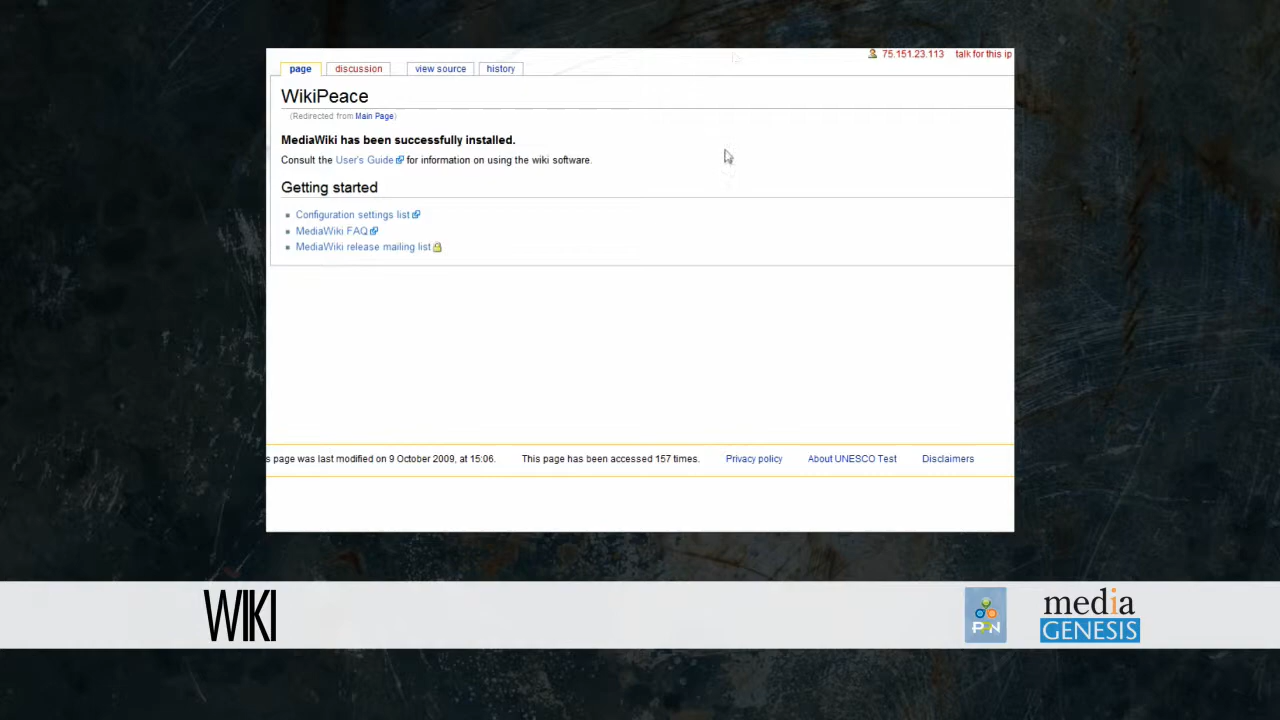 75.151.23.113 talk for this ip
page discussion view source history
WikiPeace
(Redirected from Main Page)
MediaWiki has been successfully installed.
Consult the User's Guide for information on using the wiki software.
Getting started
Configuration settings list
MediaWiki FAQ
MediaWiki release mailing list
s page was last modified on 9 October 2009, at 15:06. This page has been accessed 157 times. Privacy policy About UNESCO Test Disclaimers
WIKI
media
GENESIS